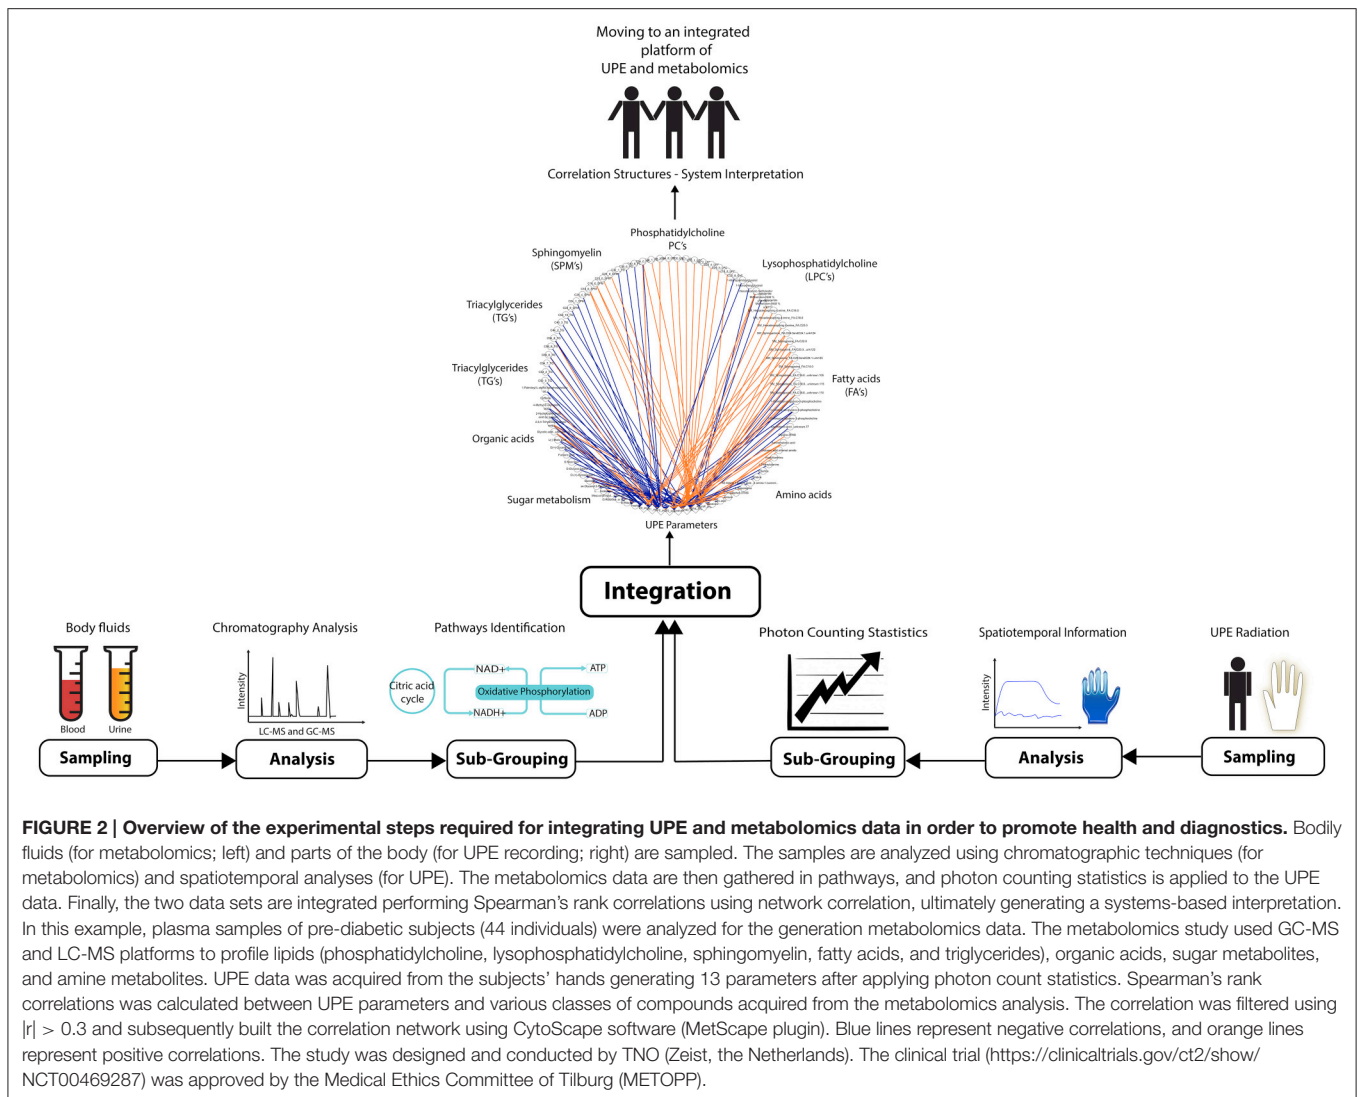 Moving to an integrated
platform of
UPE and metabolomics
Correlation Structures - System Interpretation
Phosphatidylcholine
PC's
Sphingomyelin
(SPM's)
Lysophosphatidylcholine
(LPC's)
Triacylglycerides
(TG's)
Triacylglycerides
(TG's)
Fatty acids
(FA's)
Organic acids
Sugar metabolism
Amino acids
UPE Parameters
Integration
Body fluids
Chromatography Analysis
Pathways Identification
Photon Counting Stastistics
Spatiotemporal Information
UPE Radiation
Blood
Urine
Intensity
LC-MS and GC-MS
Citric acid
cycle
NAD+
ATP
Oxidative Phosphorylation
NADH+
ADP
Intensity
Time
Sampling
Analysis
Sub-Grouping
Sub-Grouping
Analysis
Sampling
FIGURE 2 | Overview of the experimental steps required for integrating UPE and metabolomics data in order to promote health and diagnostics. Bodily
fluids (for metabolomics; left) and parts of the body (for UPE recording; right) are sampled. The samples are analyzed using chromatographic techniques (for
metabolomics) and spatiotemporal analyses (for UPE). The metabolomics data are then gathered in pathways, and photon counting statistics is applied to the UPE
data. Finally, the two data sets are integrated performing Spearman's rank correlations using network correlation, ultimately generating a systems-based interpretation.
In this example, plasma samples of pre-diabetic subjects (44 individuals) were analyzed for the generation metabolomics data. The metabolomics study used GC-MS
and LC-MS platforms to profile lipids (phosphatidylcholine, lysophosphatidylcholine, sphingomyelin, fatty acids, and triglycerides), organic acids, sugar metabolites,
and amine metabolites. UPE data was acquired from the subjects' hands generating 13 parameters after applying photon count statistics. Spearman's rank
correlations was calculated between UPE parameters and various classes of compounds acquired from the metabolomics analysis. The correlation was filtered using
|r| > 0.3 and subsequently built the correlation network using CytoScape software (MetScape plugin). Blue lines represent negative correlations, and orange lines
represent positive correlations. The study was designed and conducted by TNO (Zeist, the Netherlands). The clinical trial (https://clinicaltrials.gov/ct2/show/
NCT00469287) was approved by the Medical Ethics Committee of Tilburg (METOPP).